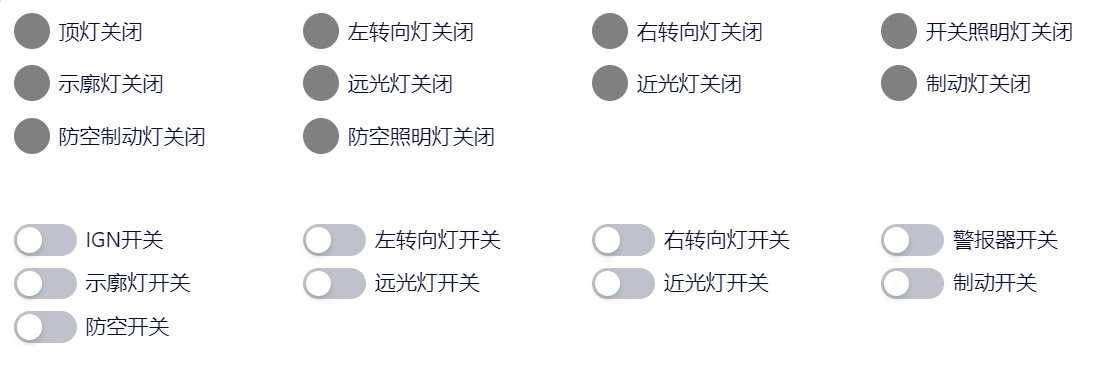 顶灯关闭 左转向灯关闭 右转向灯关闭 开关照明灯关闭
示廓灯关闭 远光灯关闭 近光灯关闭 制动灯关闭
防空制动灯关闭 防空照明灯关闭
IGN开关 左转向灯开关 右转向灯开关 警报器开关
示廓灯开关 远光灯开关 近光灯开关 制动开关
防空开关